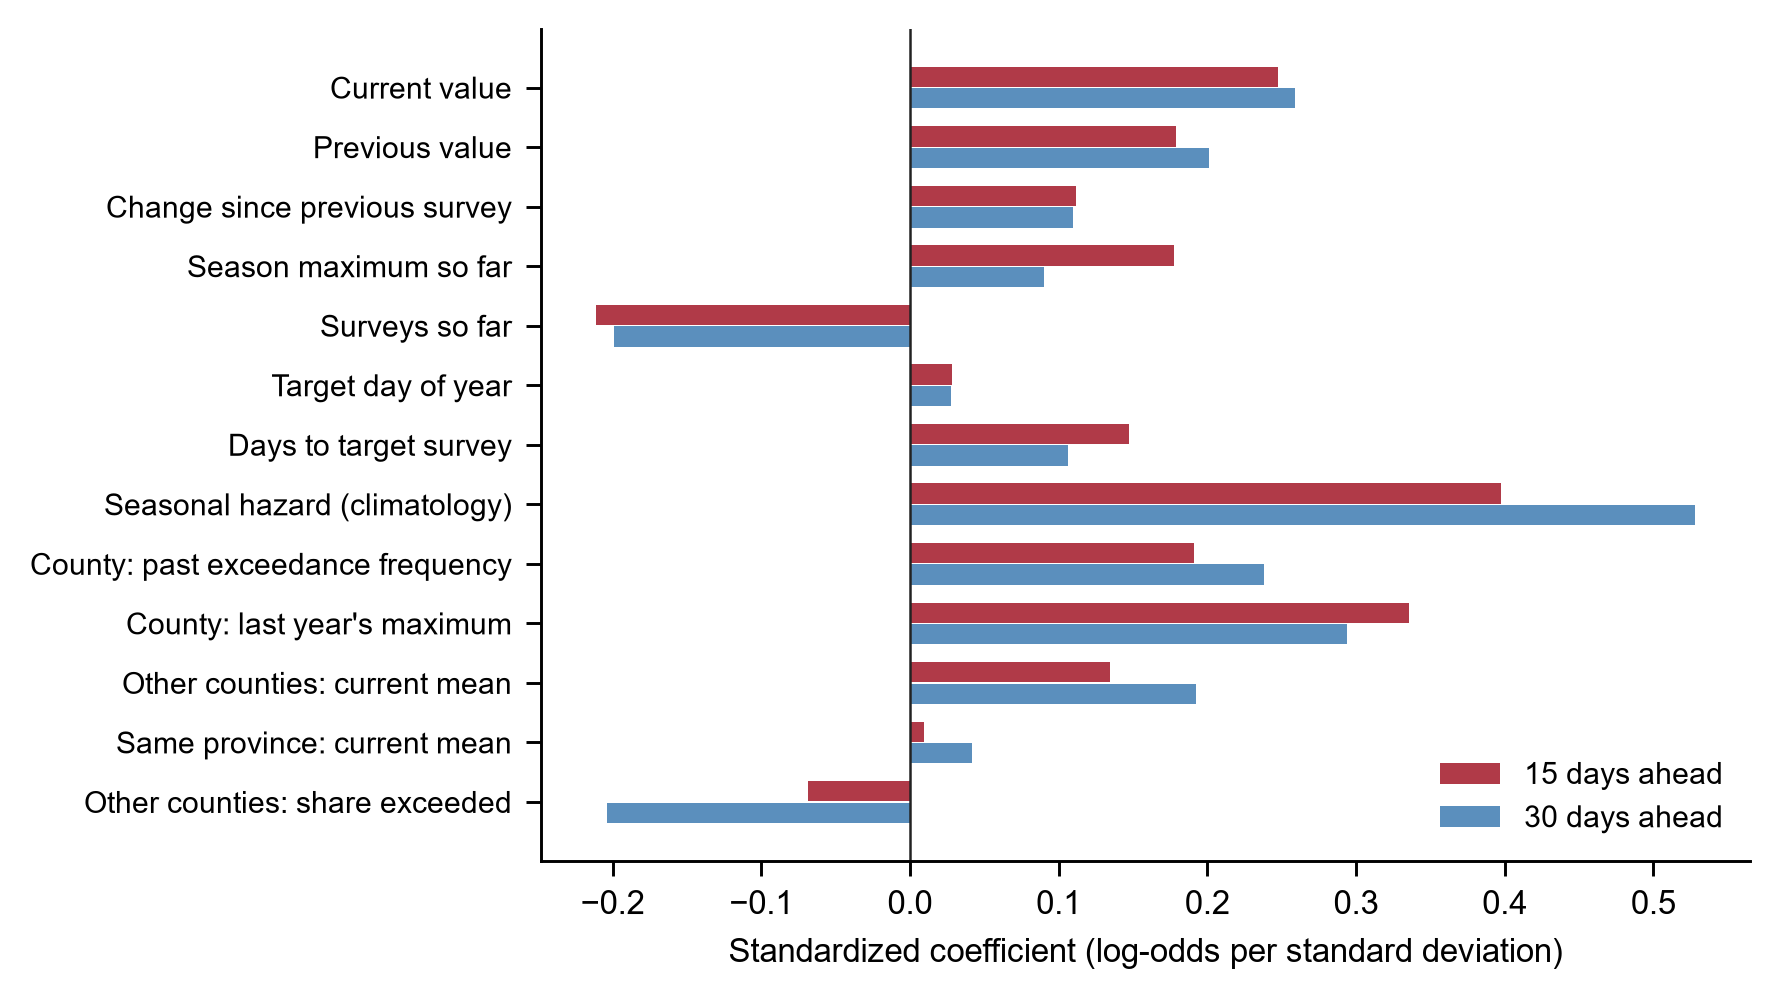 Current value
Previous value
Change since previous survey
Season maximum so far
Surveys so far
Target day of year
Days to target survey
Seasonal hazard (climatology)
County: past exceedance frequency
County: last year's maximum
Other counties: current mean
Same province: current mean
Other counties: share exceeded
15 days ahead
30 days ahead
−0.2 −0.1 0.0 0.1 0.2 0.3 0.4 0.5
Standardized coefficient (log-odds per standard deviation)